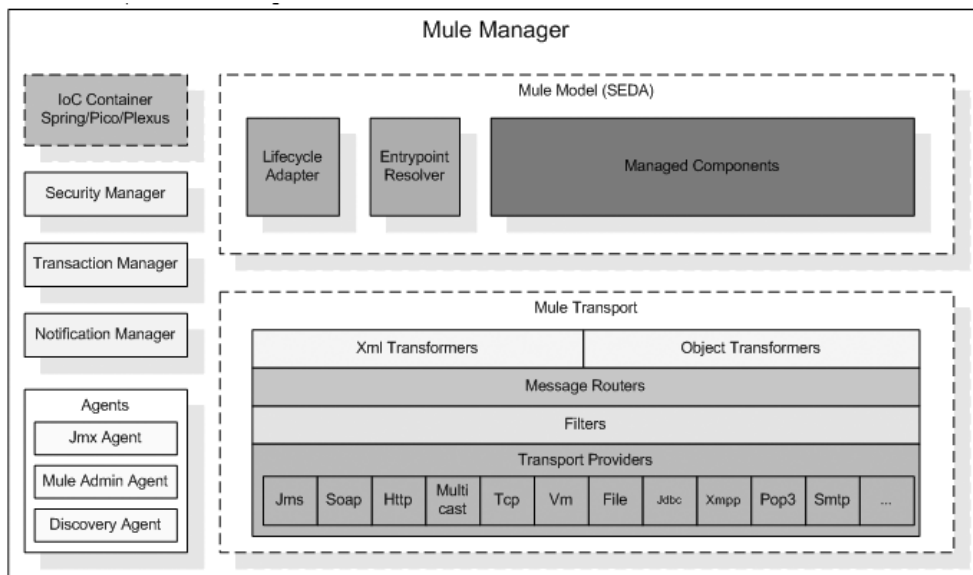 Mule Manager
IoC Container
Spring/Pico/Plexus
Security Manager
Transaction Manager
Notification Manager
Agents
Jmx Agent
Mule Admin Agent
Discovery Agent
Mule Model (SEDA)
Lifecycle
Adapter
Entrypoint
Resolver
Managed Components
Mule Transport
Xml Transformers
Object Transformers
Message Routers
Filters
Transport Providers
Jms
Soap
Http
Multi
cast
Tcp
Vm
File
Jdbc
Xmpp
Pop3
Smtp
...